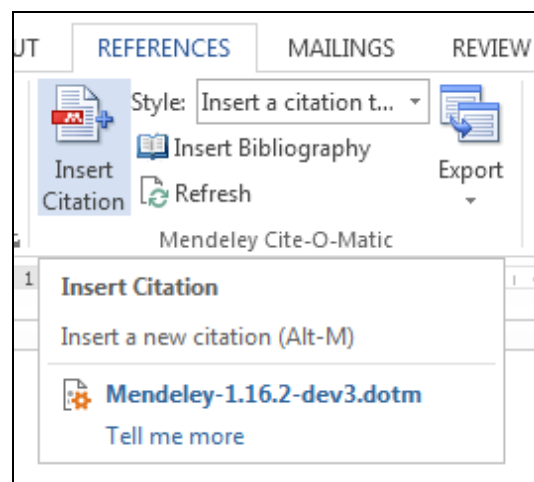 UT REFERENCES MAILINGS REVIEW
Style: Insert a citation t...
Insert Bibliography
Insert
Citation
Refresh
Export
Mendeley Cite-O-Matic
1
Insert Citation
Insert a new citation (Alt-M)
Mendeley-1.16.2-dev3.dotm
Tell me more